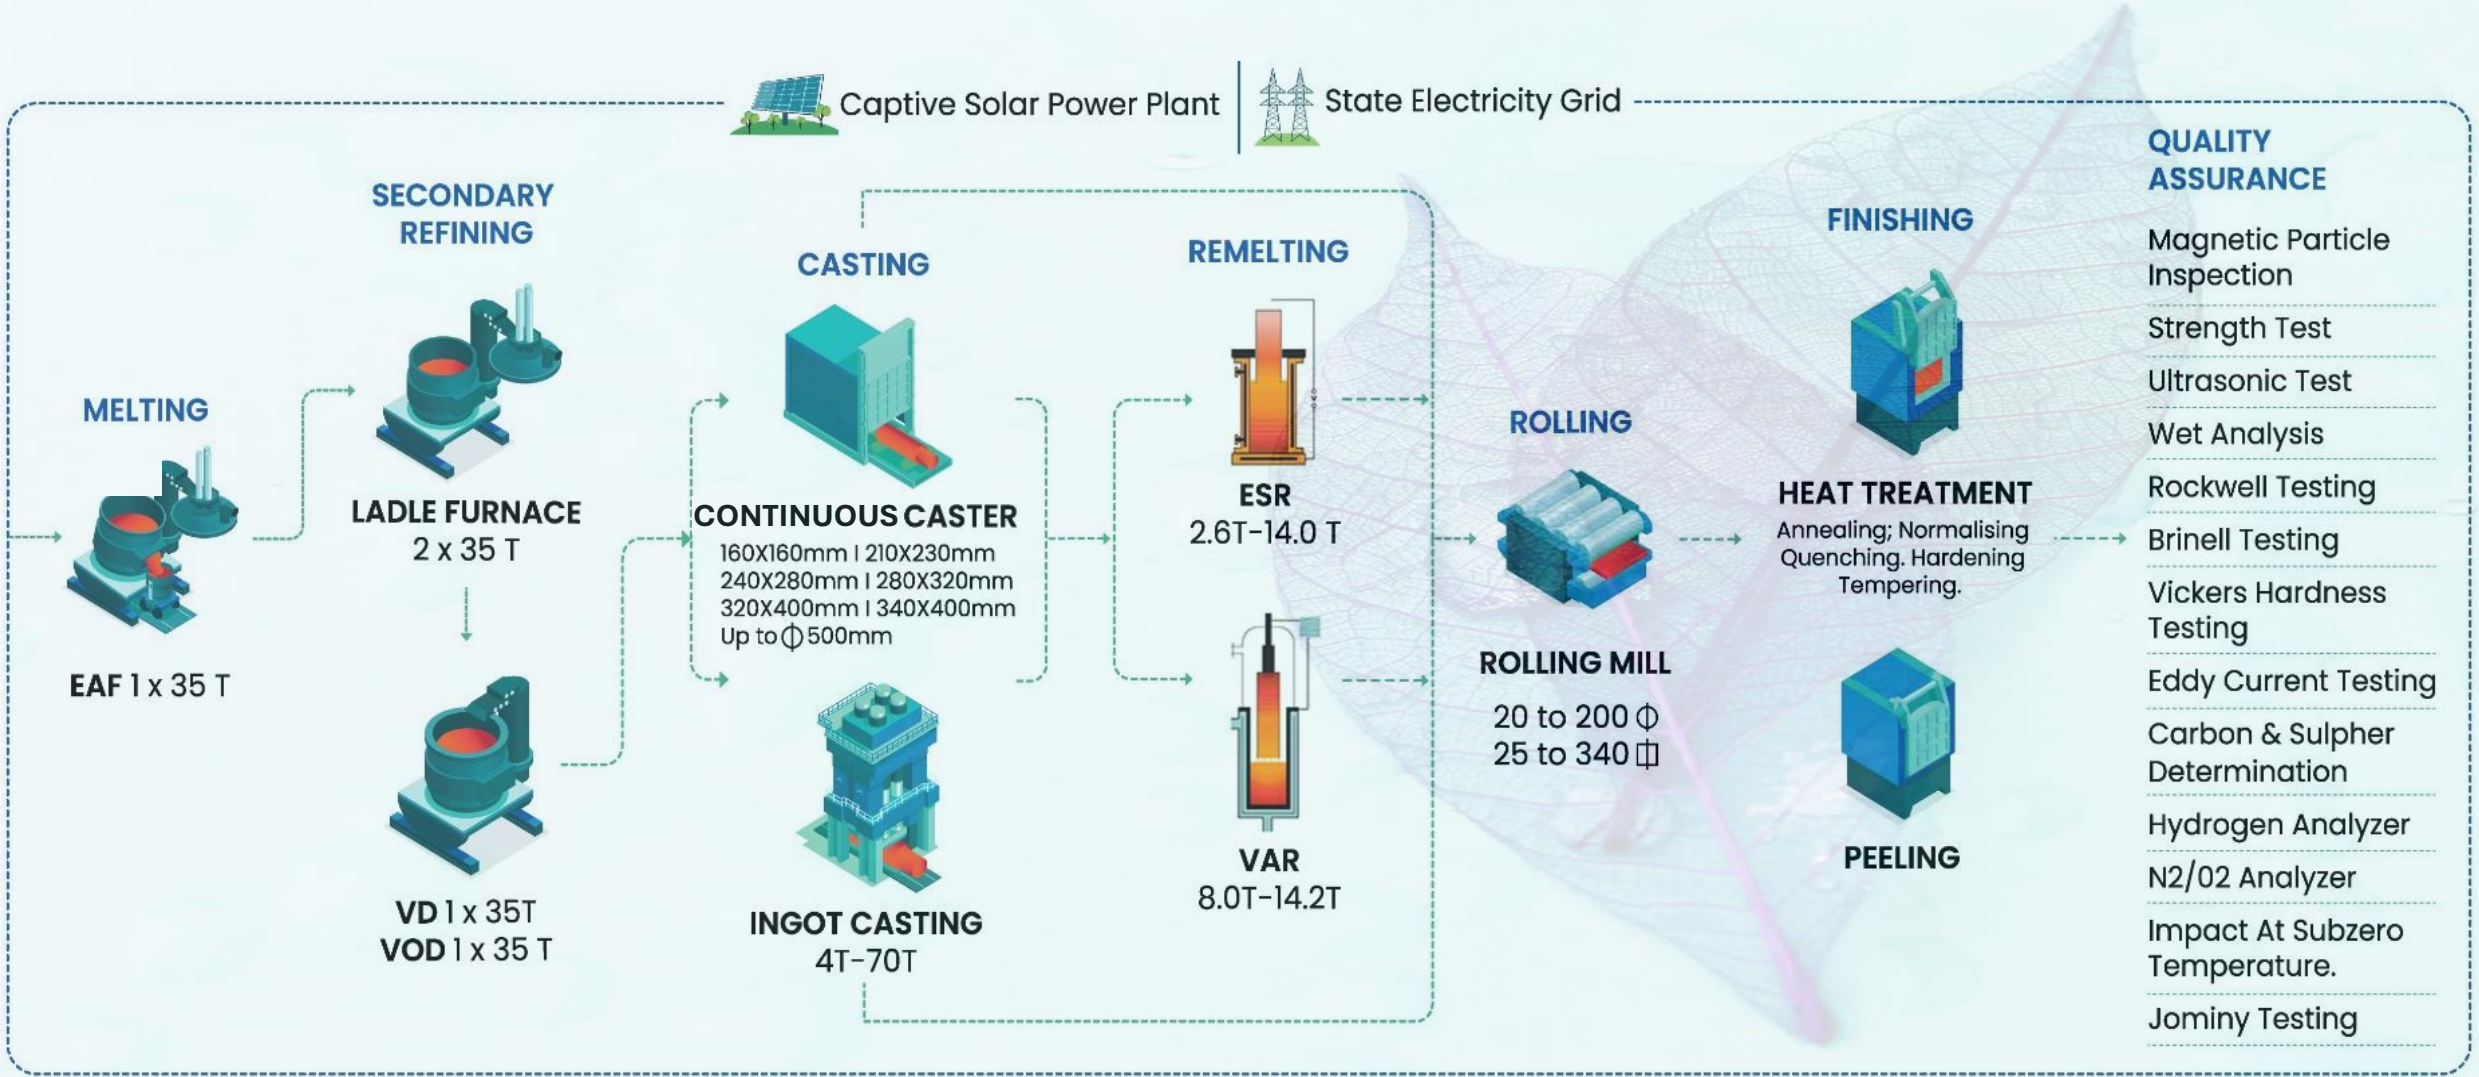 Captive Solar Power Plant
State Electricity Grid
MELTING
EAF 1 x 35 T
SECONDARY
REFINING
LADLE FURNACE
2 x 35 T
VD 1 x 35T
VOD 1 x 35 T
CASTING
CONTINUOUS CASTER
160X160mm I 210X230mm
240X280mm I 280X320mm
320X400mm I 340X400mm
Up to ⏀ 500mm
INGOT CASTING
4T-70T
REMELTING
ESR
2.6T-14.0 T
VAR
8.0T-14.2T
ROLLING
ROLLING MILL
20 to 200 ⏀
25 to 340 ⎅
FINISHING
HEAT TREATMENT
Annealing; Normalising
Quenching. Hardening
Tempering.
PEELING
QUALITY
ASSURANCE
Magnetic Particle
Inspection
Strength Test
Ultrasonic Test
Wet Analysis
Rockwell Testing
Brinell Testing
Vickers Hardness
Testing
Eddy Current Testing
Carbon & Sulpher
Determination
Hydrogen Analyzer
N2/02 Analyzer
Impact At Subzero
Temperature.
Jominy Testing